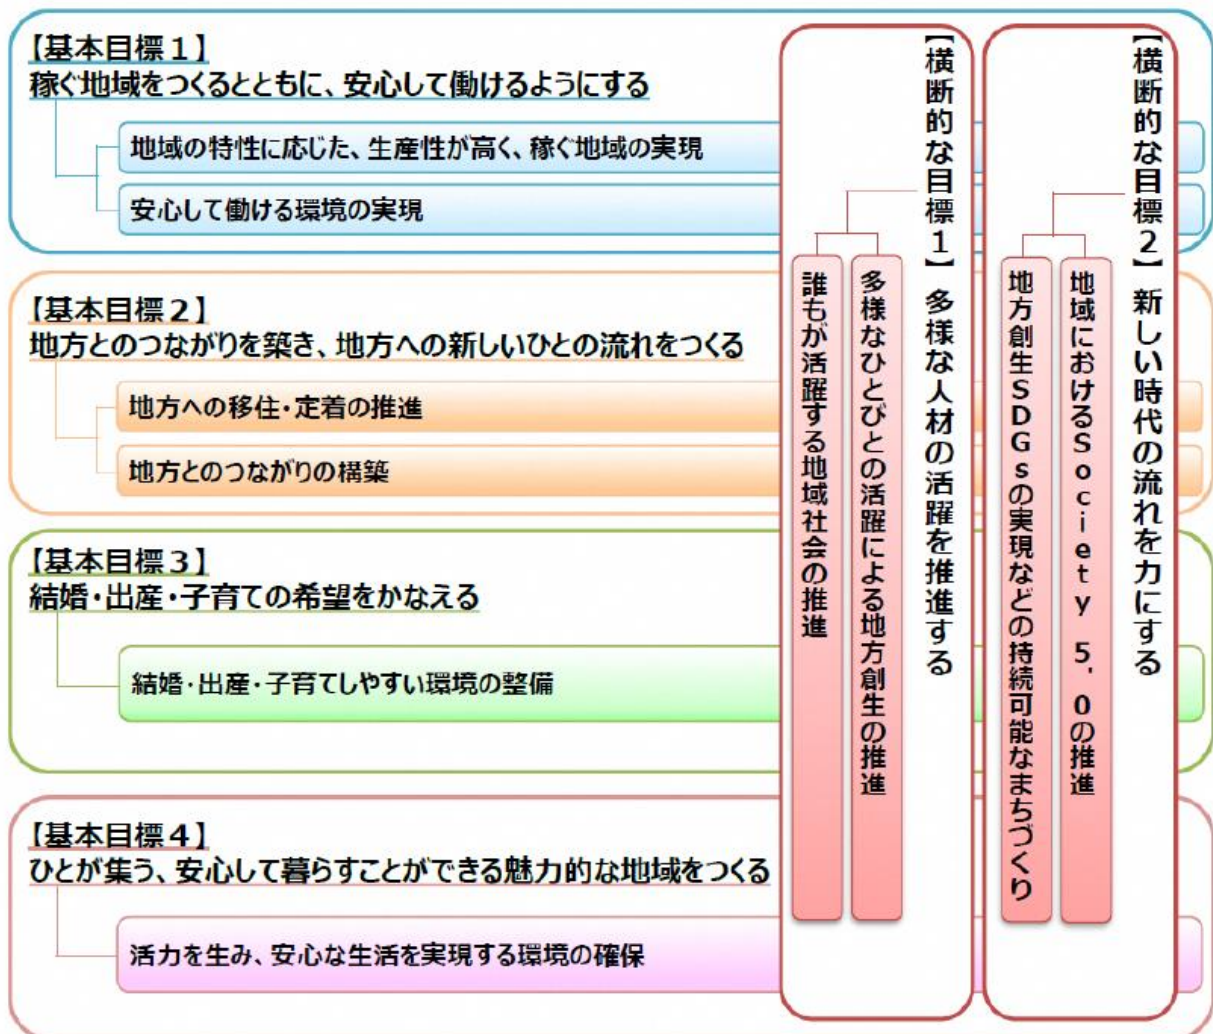 【基本目標１】
稼ぐ地域をつくるとともに、安心して働けるようにする
地域の特性に応じた、生産性が高く、稼ぐ地域の実現
安心して働ける環境の実現
【基本目標２】
地方とのつながりを築き、地方への新しいひとの流れをつくる
地方への移住・定着の推進
地方とのつながりの構築
【基本目標３】
結婚・出産・子育ての希望をかなえる
結婚・出産・子育てしやすい環境の整備
【基本目標４】
ひとが集う、安心して暮らすことができる魅力的な地域をつくる
活力を生み、安心な生活を実現する環境の確保
【横断的な目標１】多様な人材の活躍を推進する
多様なひとびとの活躍による地方創生の推進
誰もが活躍する地域社会の推進
【横断的な目標２】新しい時代の流れを力にする
地域におけるSociety 5.0の推進
地方創生SDGsの実現などの持続可能なまちづくり